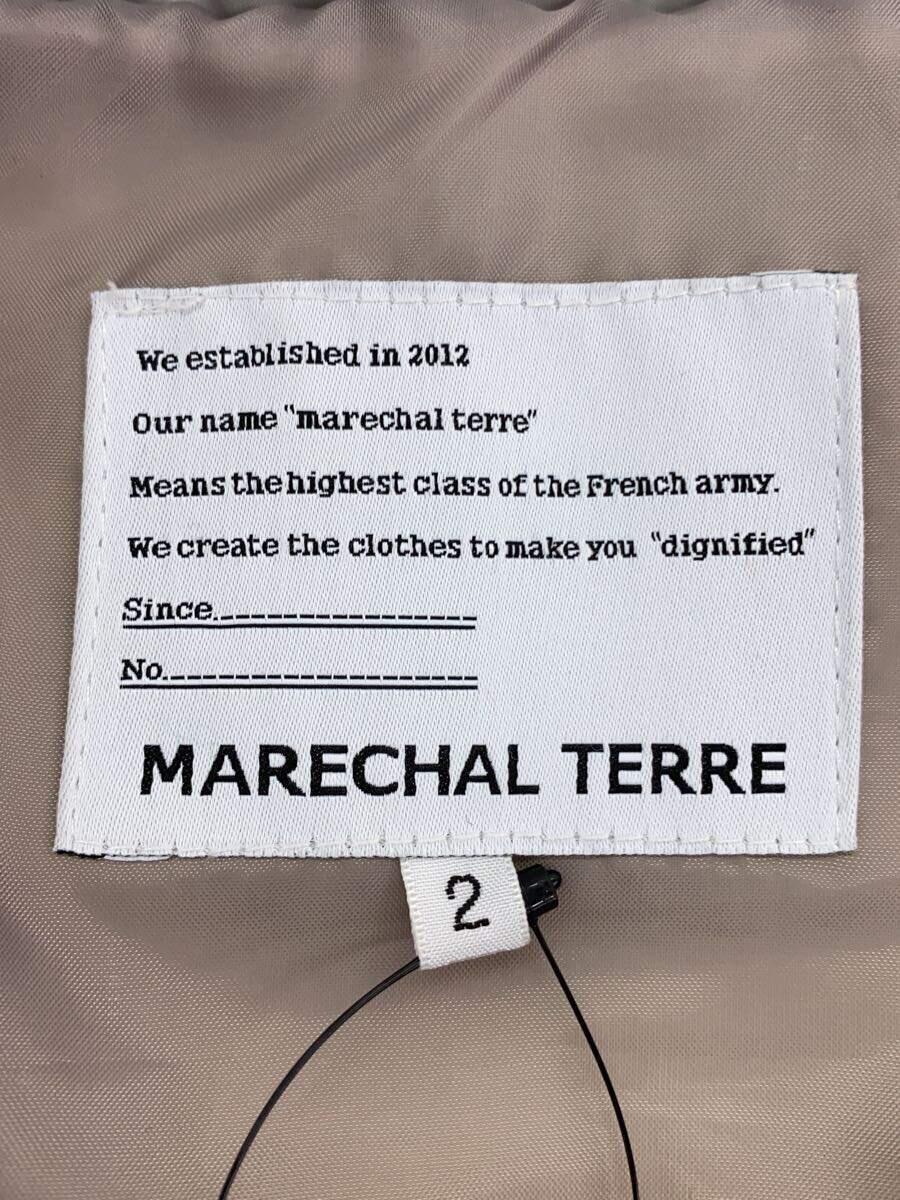 We established in 2012
Our name "marechal terre"
Means the highest class of the French army.
We create the clothes to make you "dignified"
Since
No.
MARECHAL TERRE
2